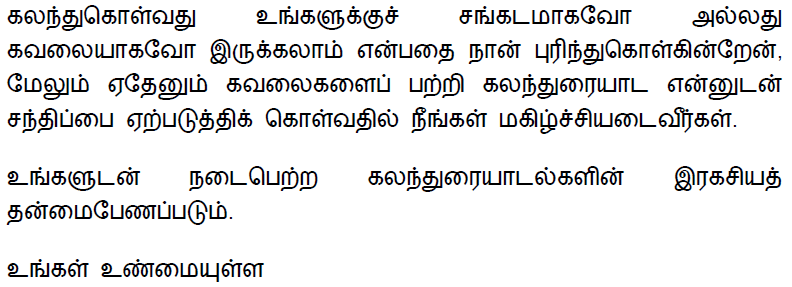 கலந்துகொள்வது உங்களுக்குச் சங்கடமாகவோ அல்லது
கவலையாகவோ இருக்கலாம் என்பதை நான் புரிந்துகொள்கின்றேன்,
மேலும் ஏதேனும் கவலைகளைப் பற்றி கலந்துரையாட என்னுடன்
சந்திப்பை ஏற்படுத்திக் கொள்வதில் நீங்கள் மகிழ்ச்சியடைவீர்கள்.
உங்களுடன் நடைபெற்ற கலந்துரையாடல்களின் இரகசியத்
தன்மைபேணப்படும்.
உங்கள் உண்மையுள்ள